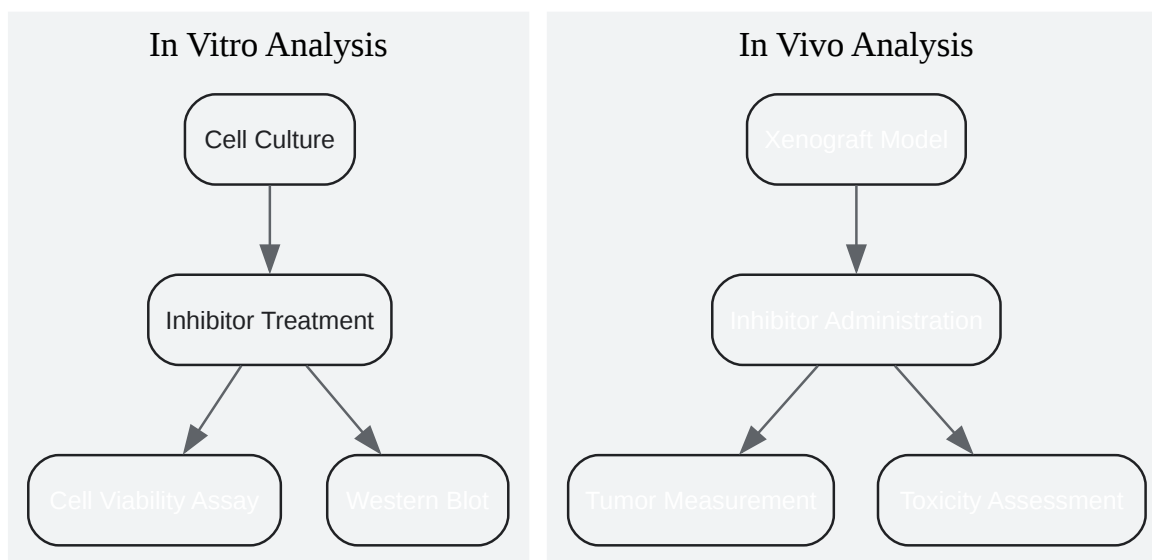 In Vitro Analysis
Cell Culture
Inhibitor Treatment
Cell Viability Assay
Western Blot
In Vivo Analysis
Xenograft Model
Inhibitor Administration
Tumor Measurement
Toxicity Assessment